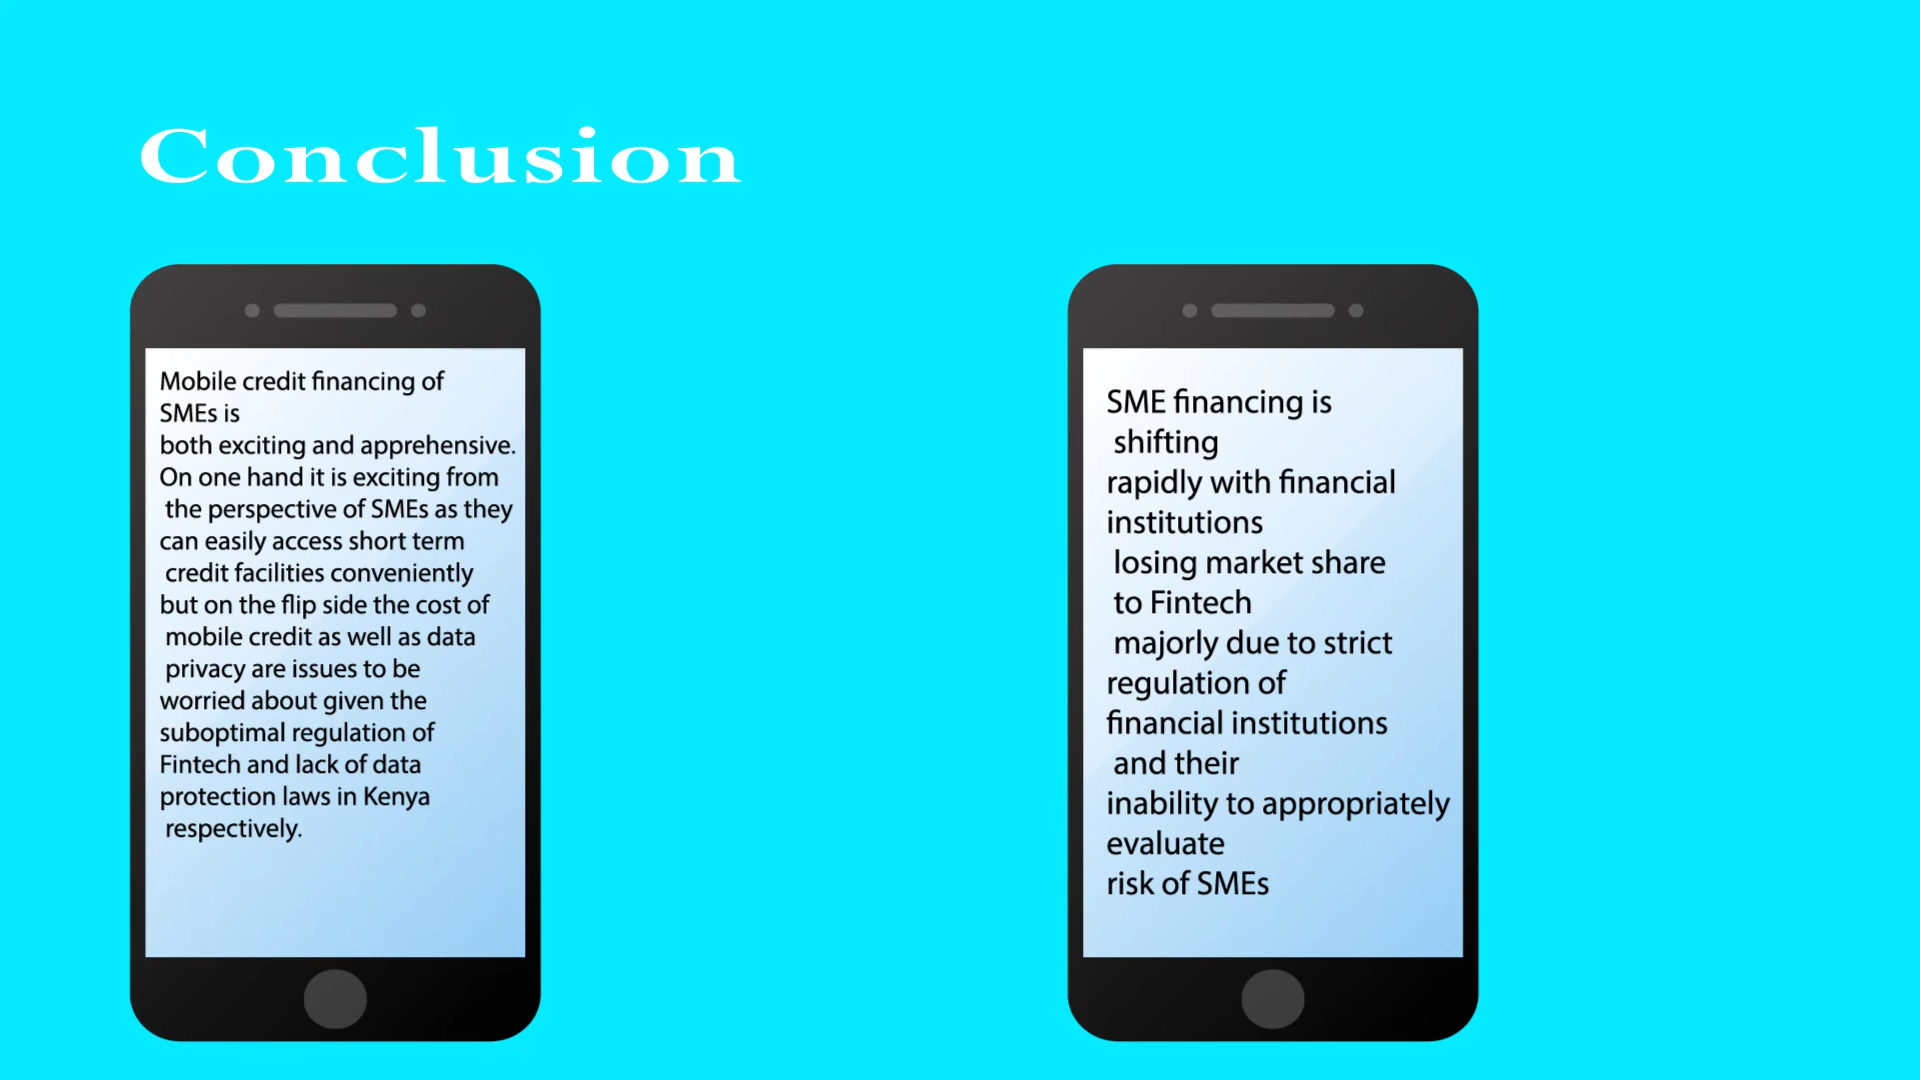 Conclusion
Mobile credit financing of
SMEs is
both exciting and apprehensive.
On one hand it is exciting from
the perspective of SMEs as they
can easily access short term
credit facilities conveniently
but on the flip side the cost of
mobile credit as well as data
privacy are issues to be
worried about given the
suboptimal regulation of
Fintech and lack of data
protection laws in Kenya
respectively.
SME financing is
shifting
rapidly with financial
institutions
losing market share
to Fintech
majorly due to strict
regulation of
financial institutions
and their
inability to appropriately
evaluate
risk of SMEs